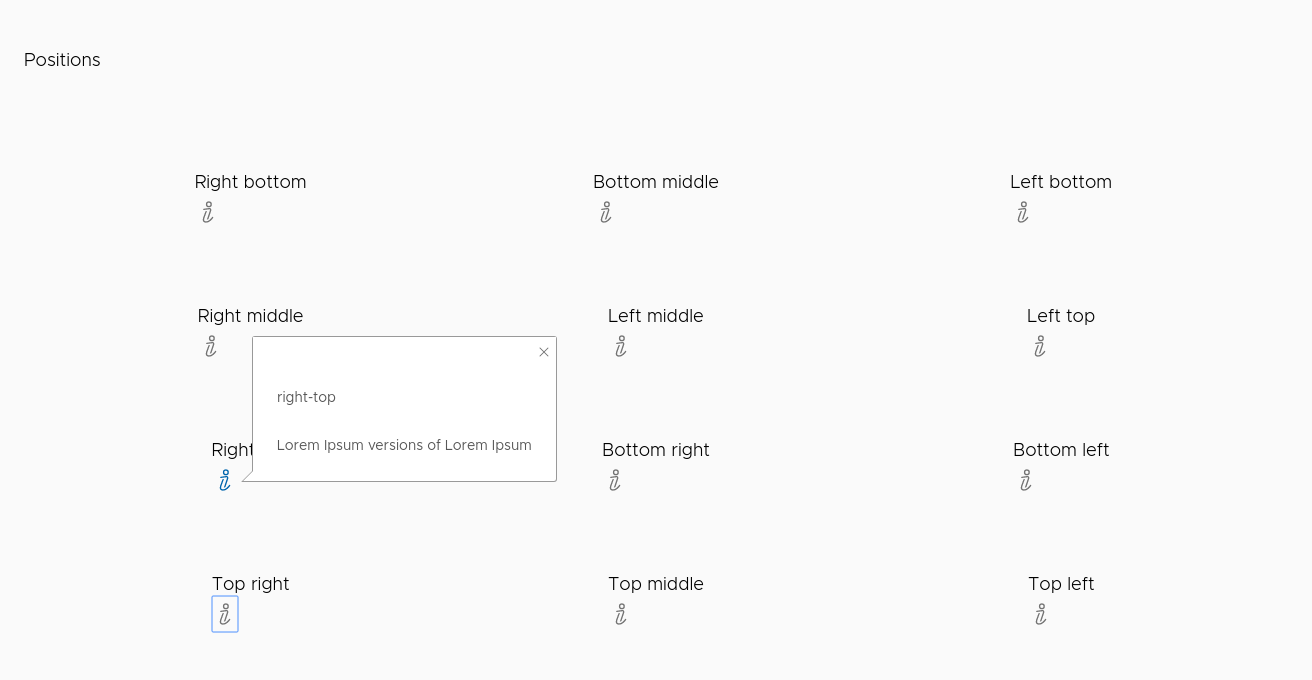 Positions
Right bottom
Bottom middle
Left bottom
Right middle
Left middle
Left top
right-top
Lorem Ipsum versions of Lorem Ipsum
Right
Bottom right
Bottom left
Top right
Top middle
Top left